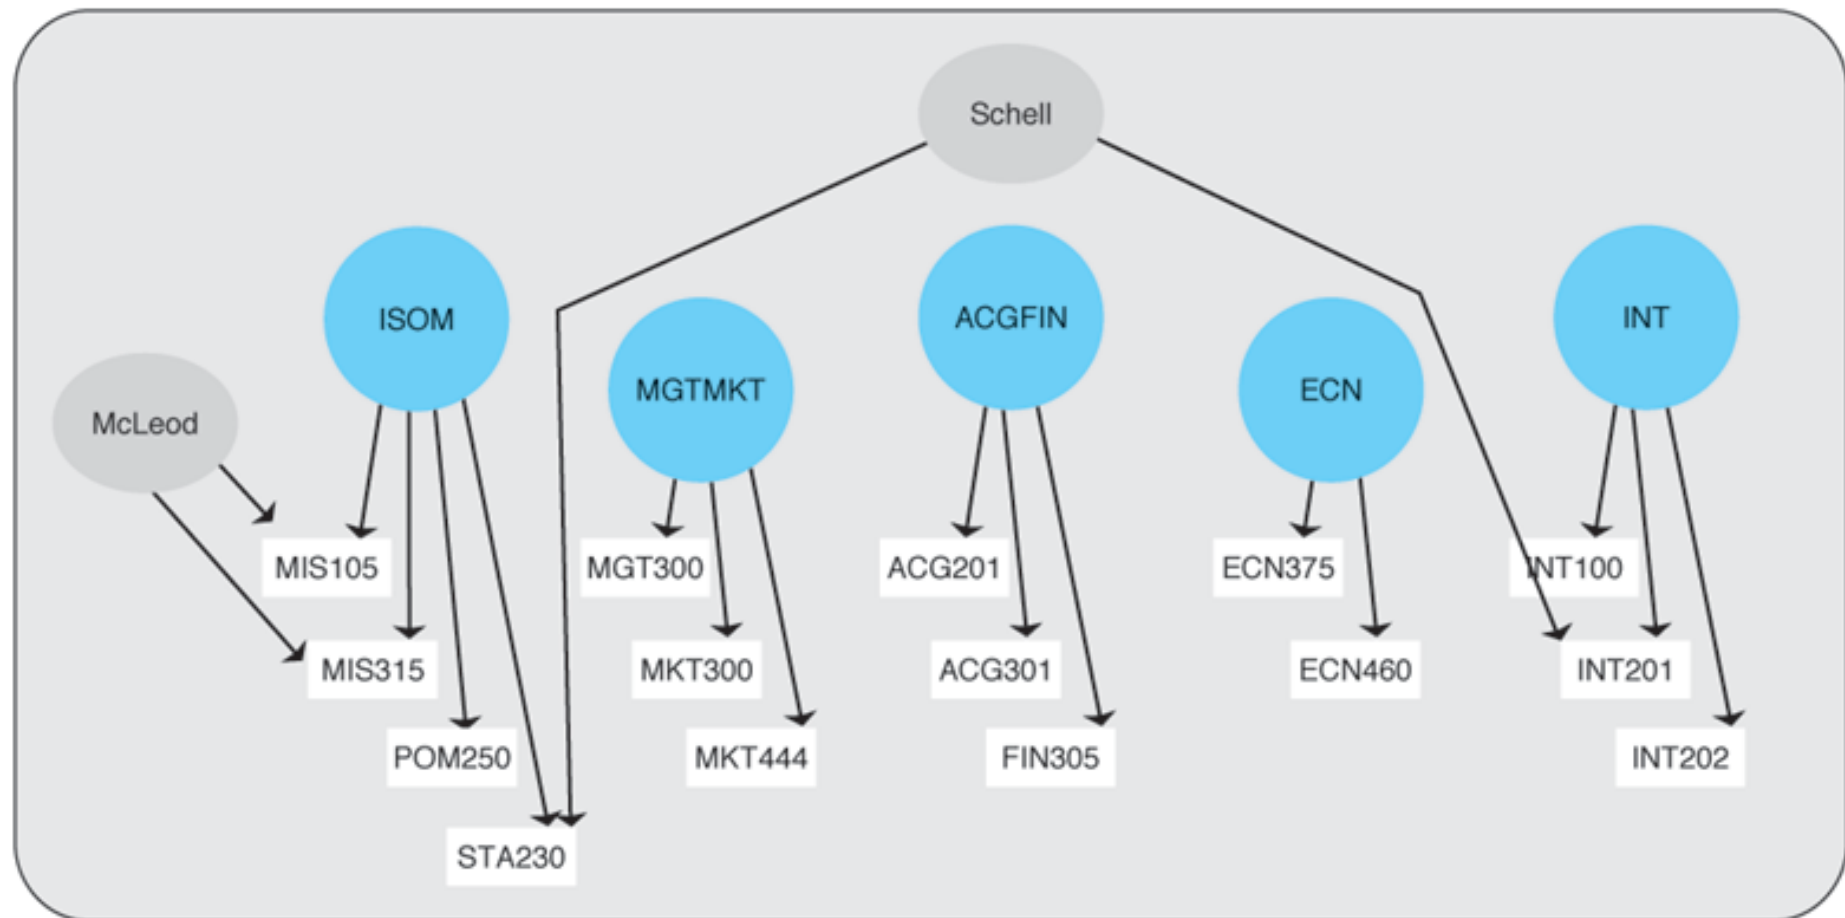 Schell
ISOM
ACGFIN
INT
MGTMKT
ECN
McLeod
MIS105
MGT300
ACG201
ECN375
INT100
MIS315
MKT300
ACG301
ECN460
INT201
POM250
MKT444
FIN305
INT202
STA230